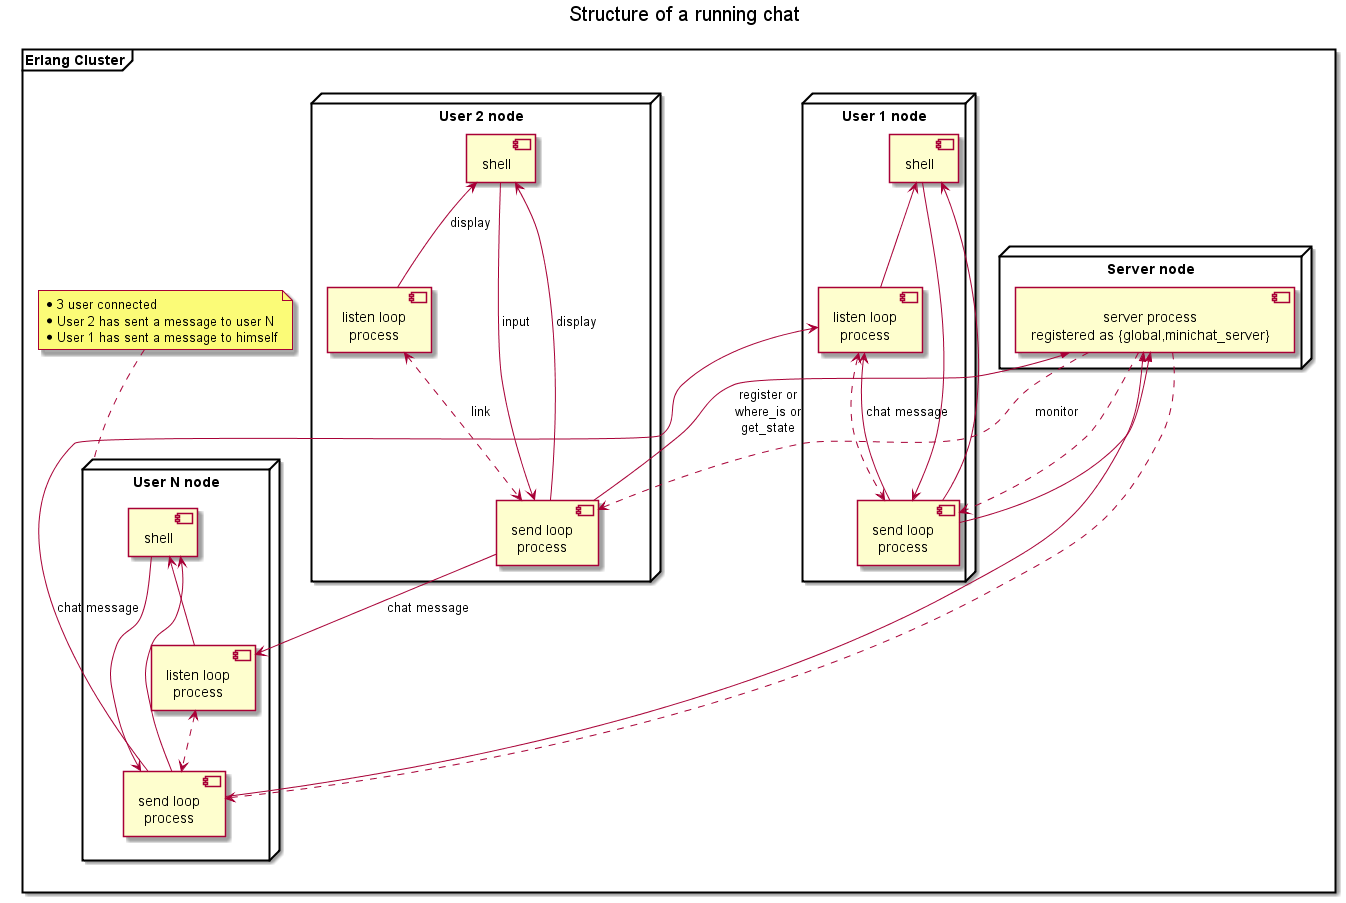 Structure of a running chat
Erlang Cluster
User 2 node
shell
display
listen loop
process
input
display
link
send loop
process
User 1 node
shell
listen loop
process
chat message
send loop
process
Server node
server process
registered as {global,minichat_server}
register or
where_is or
get_state
monitor
3 user connected
User 2 has sent a message to user N
User 1 has sent a message to himself
User N node
shell
chat message
listen loop
process
send loop
process
chat message